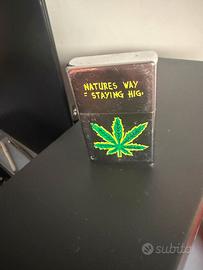 NATURES WAY
= STAYING HIG.
subito